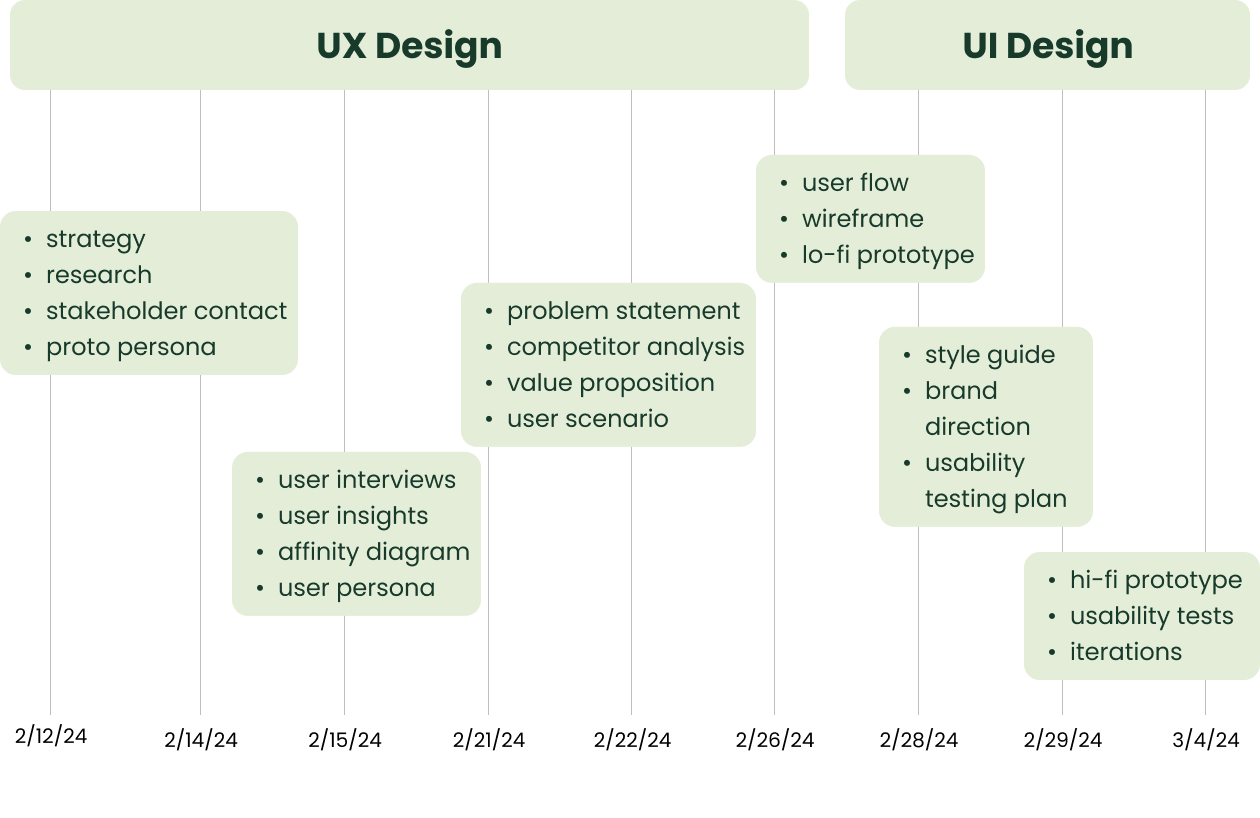 UX Design
UI Design
• user flow
• wireframe
• lo-fi prototype
• strategy
• research
• stakeholder contact
• proto persona
• problem statement
• competitor analysis
• value proposition
• user scenario
• style guide
• brand
direction
• usability
testing plan
• user interviews
• user insights
• affinity diagram
• user persona
• hi-fi prototype
• usability tests
• iterations
2/12/24
2/14/24
2/15/24
2/21/24
2/22/24
2/26/24
2/28/24
2/29/24
3/4/24